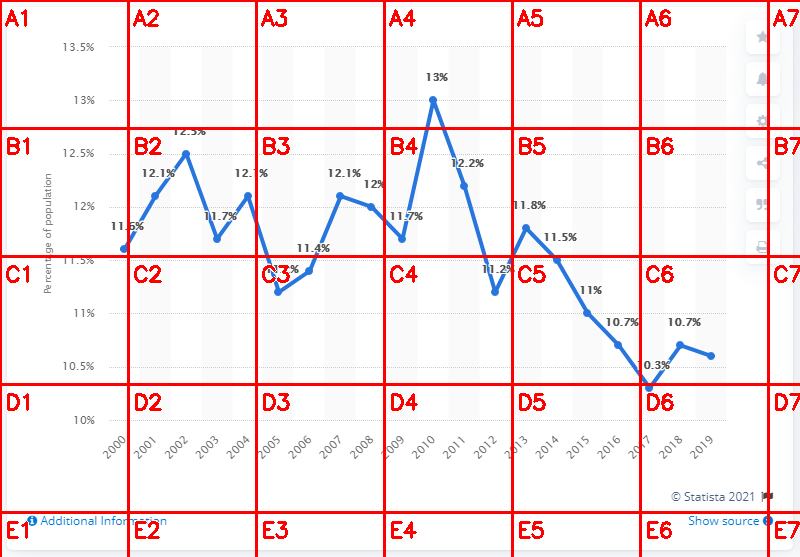 A1 A2 A3 A4 A5 A6 A7
13.5%
13%
13%
B1 B2 B3 B4 B5 B6 B7
12.5%
12.5%
12.1% 12.1% 12.1% 12% 12.2%
12%
11.6% 11.7% 11.7% 11.8%
11.4% 11.5%
Percentage of population
11.5%
C1 C2 C3 C4 C5 C6 C7
11.2% 11.2%
11% 11%
10.7% 10.7%
10.5% 10.3%
D1 D2 D3 D4 D5 D6 D7
10%
2000 2001 2002 2003 2004 2005 2006 2007 2008 2009 2010 2011 2012 2013 2014 2015 2016 2017 2018 2019
© Statista 2021
Additional Information Show source
E1 E2 E3 E4 E5 E6 E7